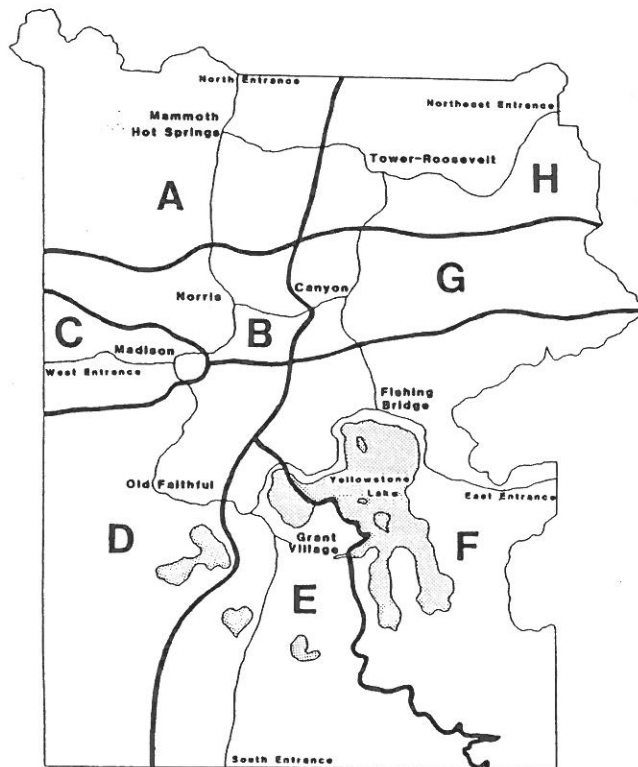 North Entrance
Northeast Entrance
Mammoth
Hot Springs
Tower-Roosevelt
A
H
G
Canyon
Norris
C
B
Madison
West Entrance
Fishing
Bridge
Old Faithful
Yellowstone
Lake
East Entrance
D
Grant
Village
F
E
South Entrance